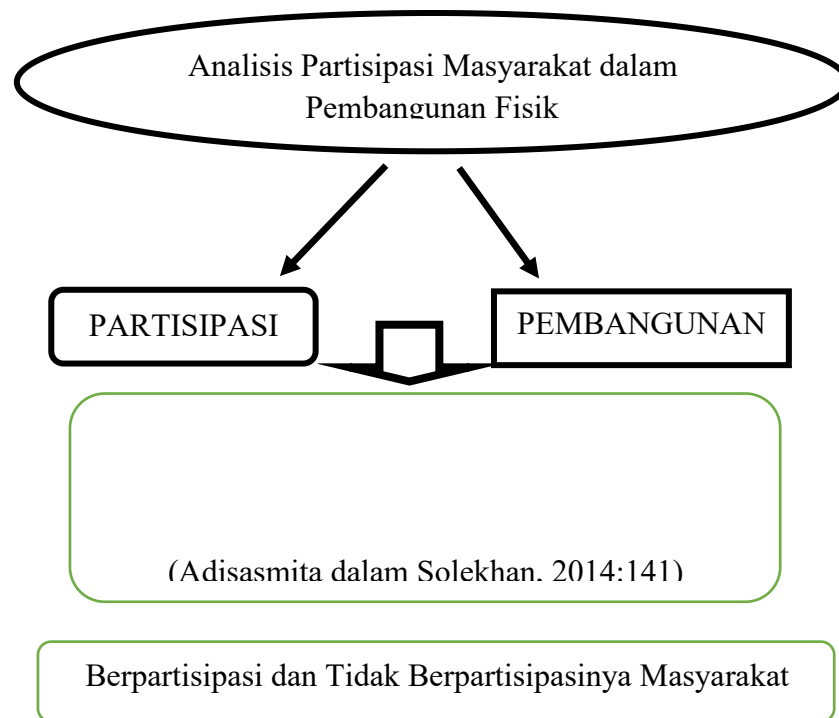 Analisis Partisipasi Masyarakat dalam
Pembangunan Fisik
PARTISIPASI
PEMBANGUNAN
(Adisasmita dalam Solekhan, 2014:141)
Berpartisipasi dan Tidak Berpartisipasinya Masyarakat